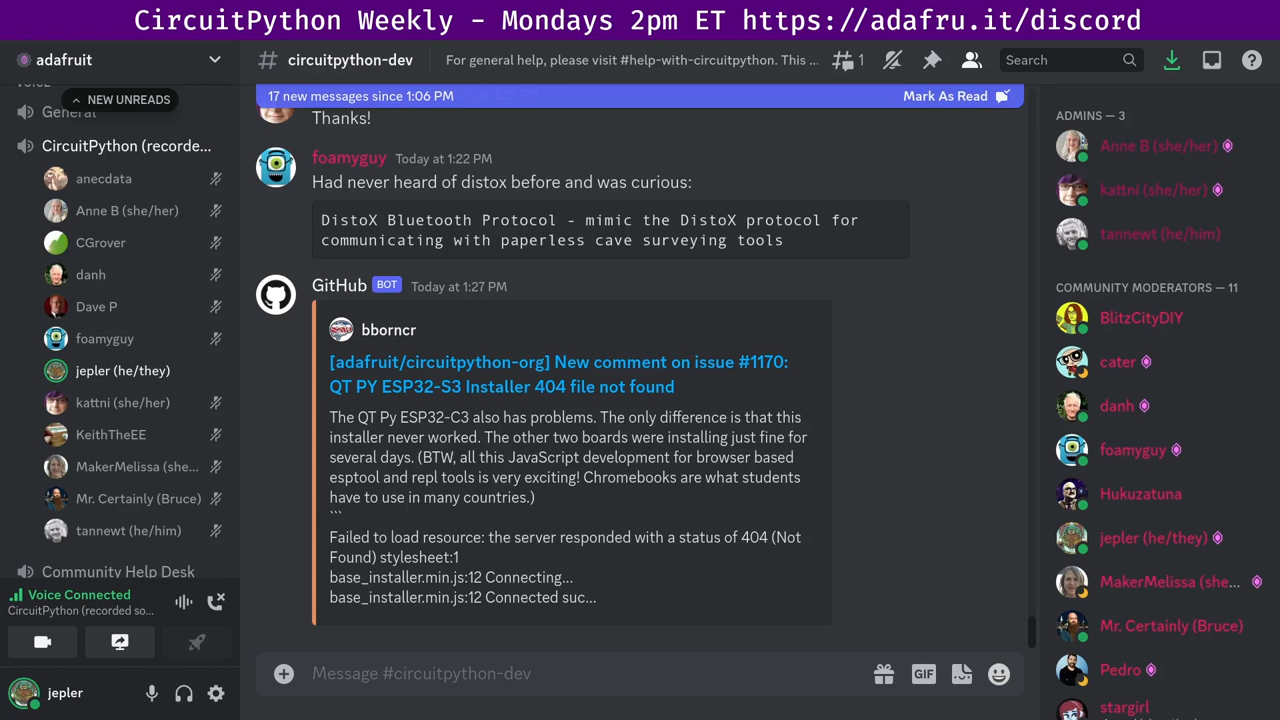 CircuitPython Weekly - Mondays 2pm ET https://adafru.it/discord
adafruit
NEW UNREADS
General
CircuitPython (recorde...
anecdata
Anne B (she/her)
CGrover
danh
Dave P
foamyguy
jepler (he/they)
kattni (she/her)
KeithTheEE
MakerMelissa (she...
Mr. Certainly (Bruce)
tannewt (he/him)
Community Help Desk
Voice Connected
CircuitPython (recorded so...
jepler
# circuitpython-dev
For general help, please visit #help-with-circuitpython. This ...
1
Search
17 new messages since 1:06 PM
Mark As Read
Thanks!
foamyguy Today at 1:22 PM
Had never heard of distox before and was curious:
DistoX Bluetooth Protocol - mimic the DistoX protocol for
communicating with paperless cave surveying tools
GitHub BOT Today at 1:27 PM
bborncr
[adafruit/circuitpython-org] New comment on issue #1170:
QT PY ESP32-S3 Installer 404 file not found
The QT Py ESP32-C3 also has problems. The only difference is that this
installer never worked. The other two boards were installing just fine for
several days. (BTW, all this JavaScript development for browser based
esptool and repl tools is very exciting! Chromebooks are what students
have to use in many countries.)
```
Failed to load resource: the server responded with a status of 404 (Not
Found) stylesheet:1
base_installer.min.js:12 Connecting...
base_installer.min.js:12 Connected suc...
Message #circuitpython-dev
GIF
ADMINS — 3
Anne B (she/her)
kattni (she/her)
tannewt (he/him)
COMMUNITY MODERATORS — 11
BlitzCityDIY
cater
danh
foamyguy
Hukuzatuna
jepler (he/they)
MakerMelissa (she...
Mr. Certainly (Bruce)
Pedro
stargirl